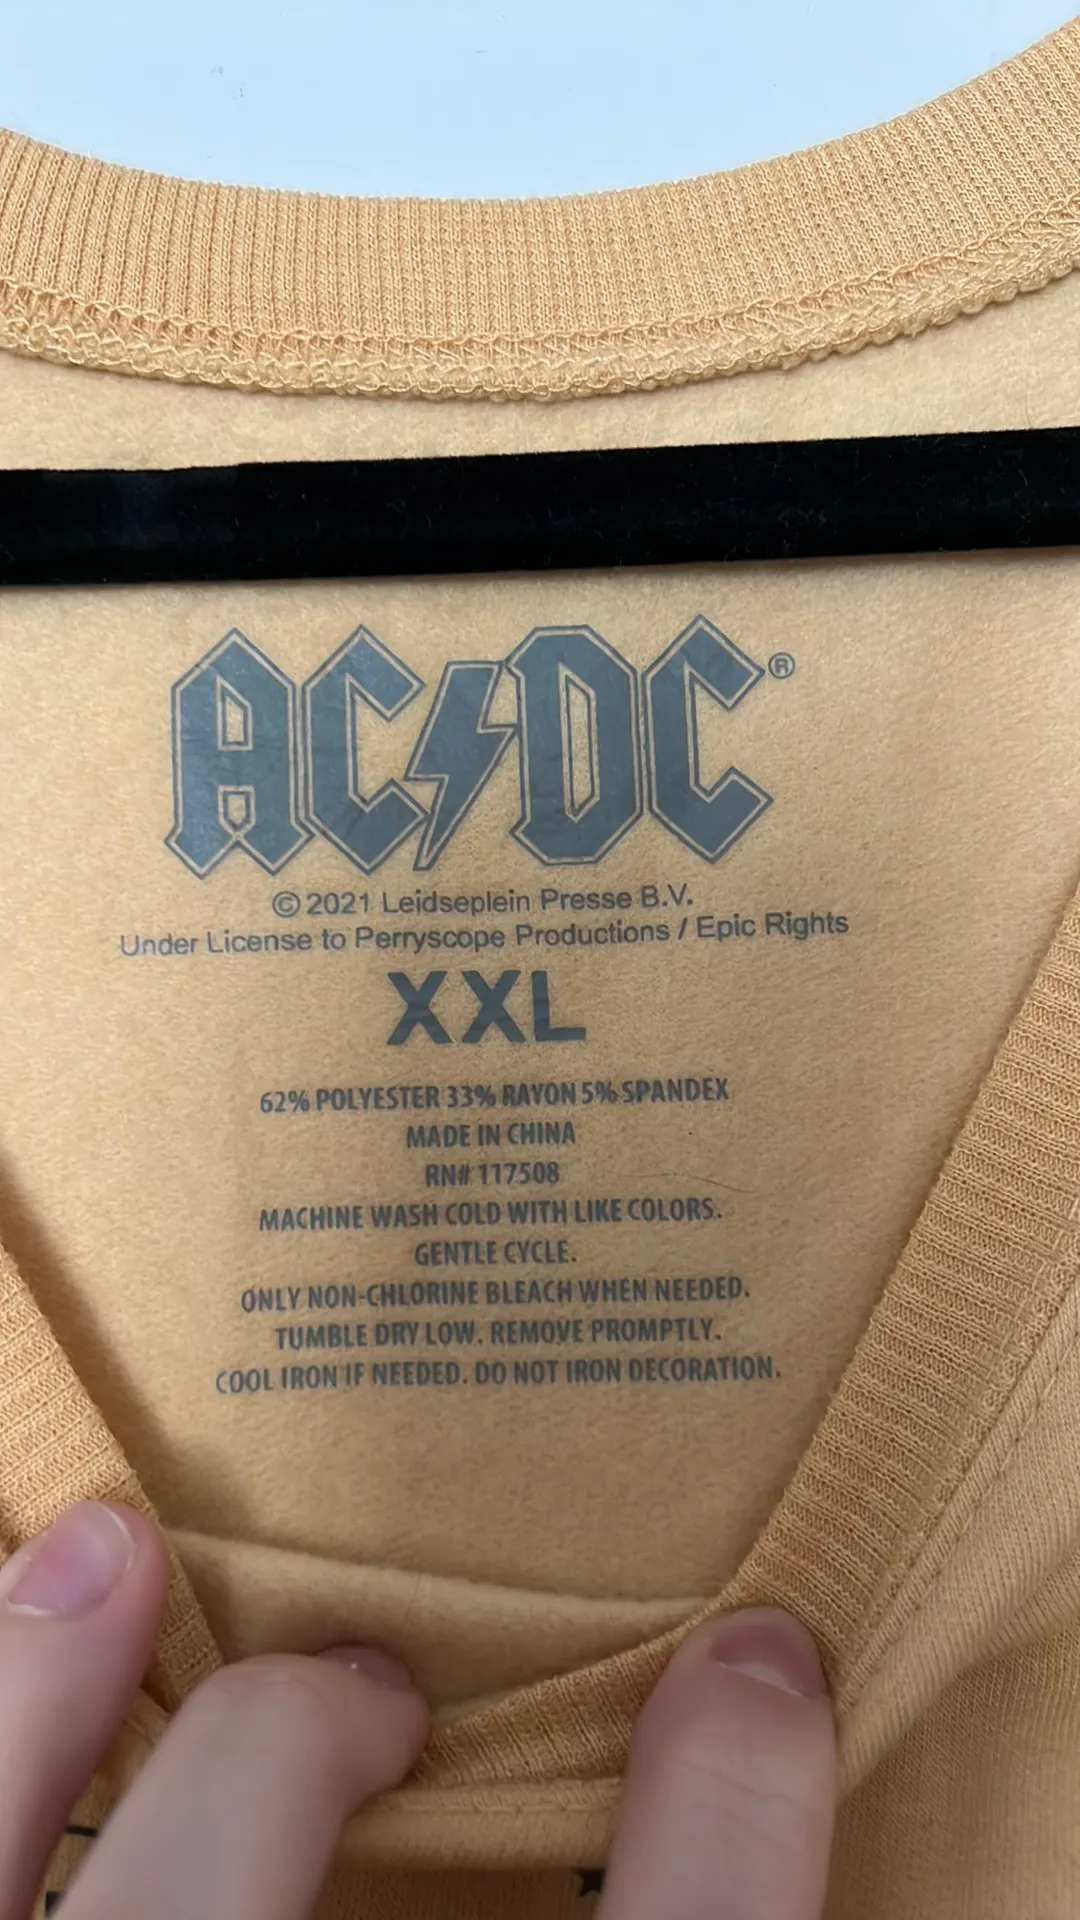 AC⚡DC®
© 2021 Leidseplein Presse B.V.
Under License to Perryscope Productions / Epic Rights
XXL
62% POLYESTER 33% RAYON 5% SPANDEX
MADE IN CHINA
RN# 117508
MACHINE WASH COLD WITH LIKE COLORS.
GENTLE CYCLE.
ONLY NON-CHLORINE BLEACH WHEN NEEDED.
TUMBLE DRY LOW. REMOVE PROMPTLY.
COOL IRON IF NEEDED. DO NOT IRON DECORATION.